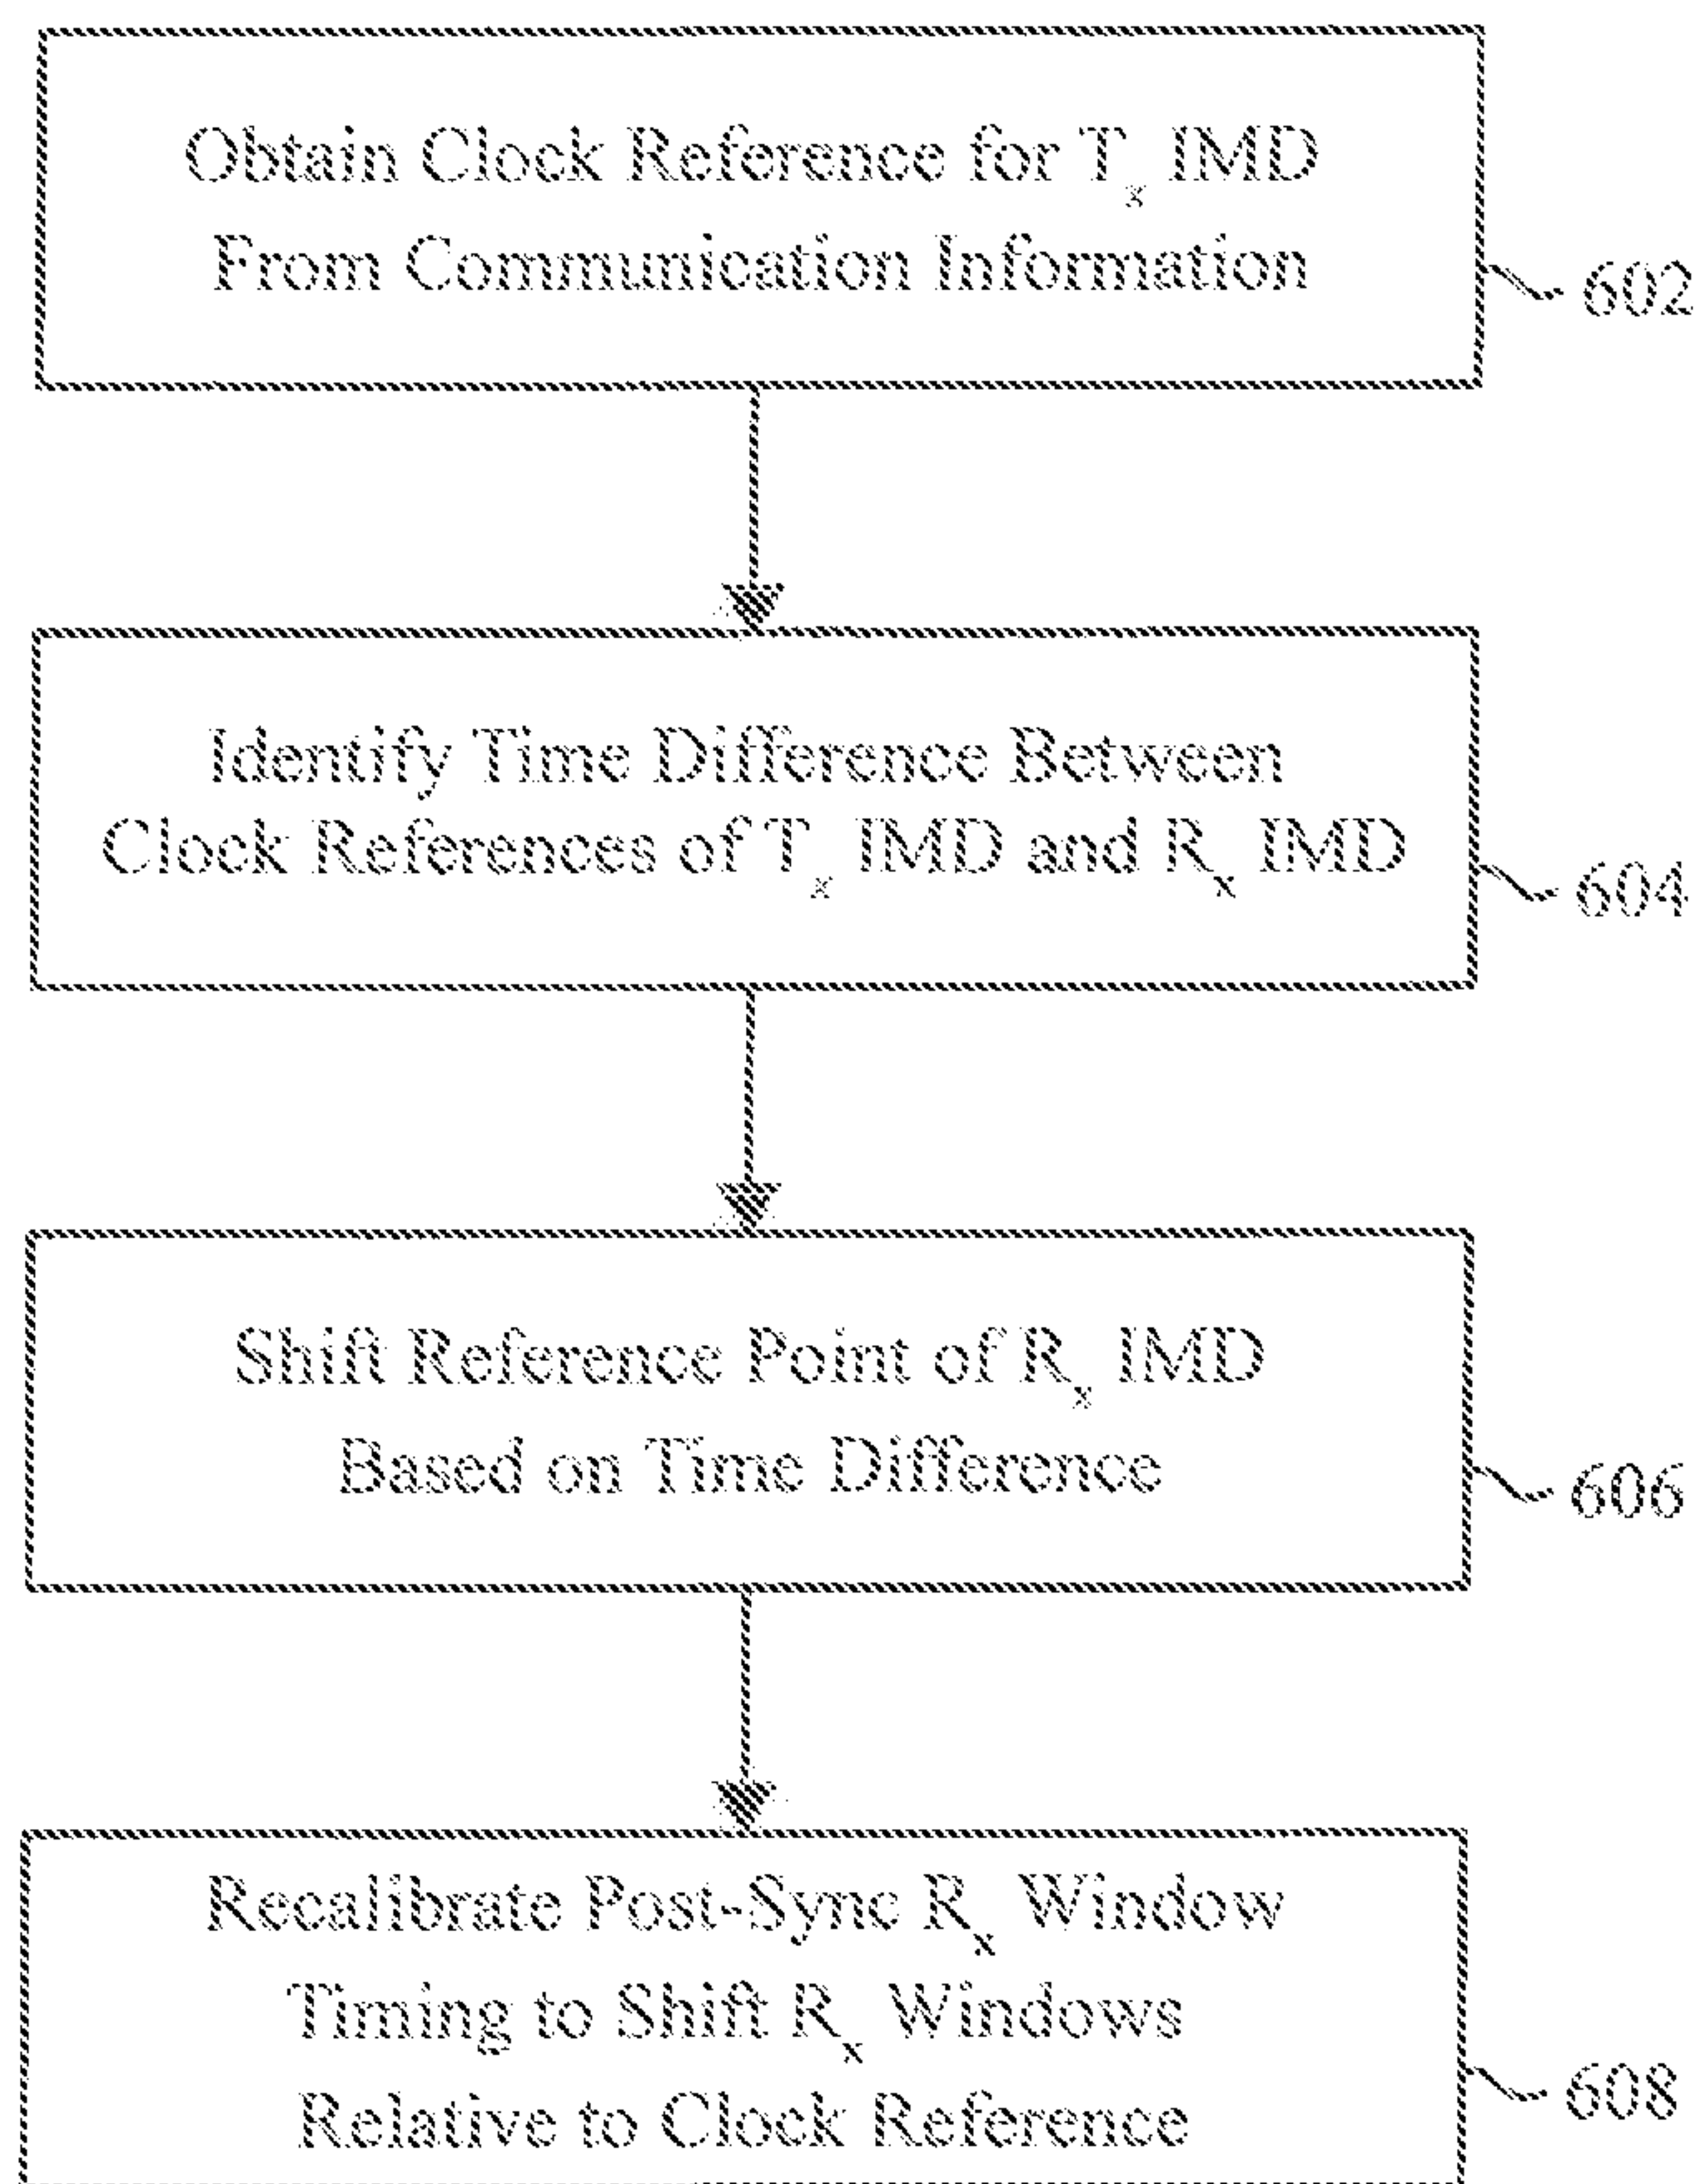 Obtain Clock Reference for Tₓ IMD
From Communication Information
602
Identify Time Difference Between
Clock References of Tₓ IMD and Rₓ IMD
604
Shift Reference Point of Rₓ IMD
Based on Time Difference
606
Recalibrate Post-Sync Rₓ Window
Timing to Shift Rₓ Windows
Relative to Clock Reference
608